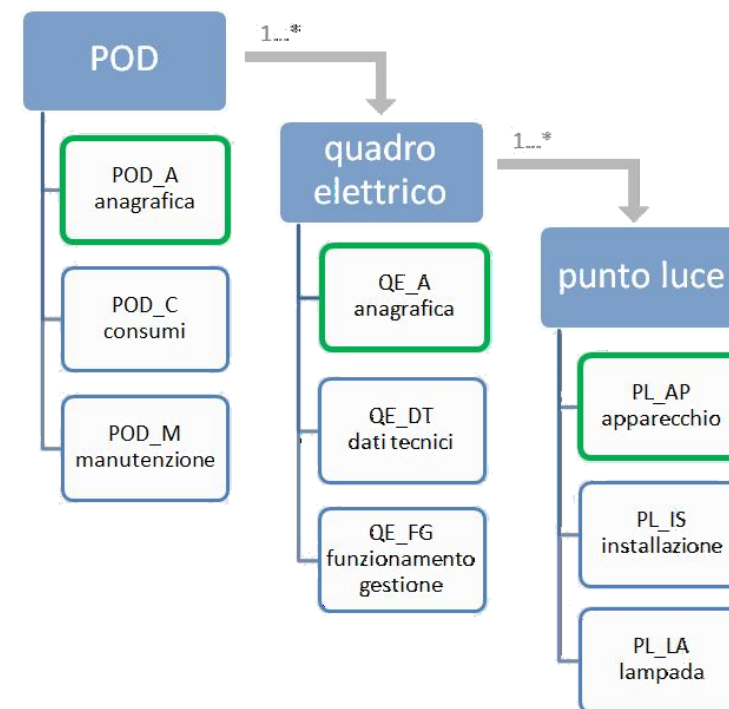 POD
1...*
POD_A
anagrafica
POD_C
consumi
POD_M
manutenzione
quadro
elettrico
1...*
QE_A
anagrafica
QE_DT
dati tecnici
QE_FG
funzionamento
gestione
punto luce
PL_AP
apparecchio
PL_IS
installazione
PL_LA
lampada